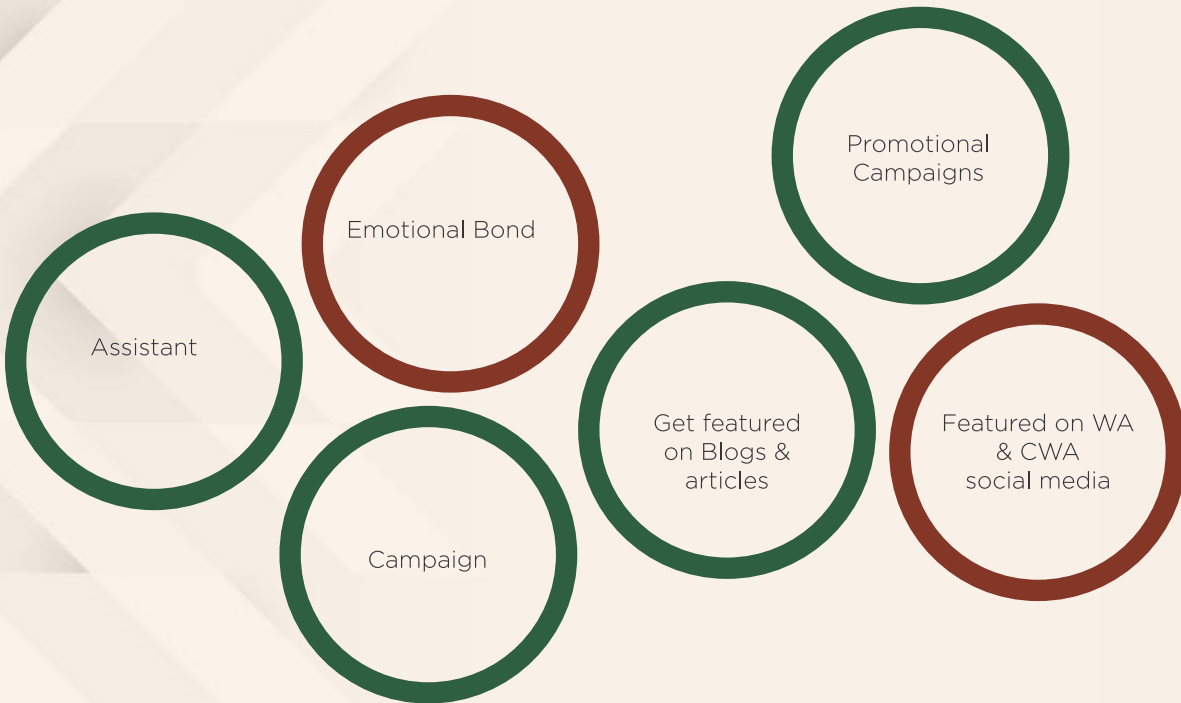 Promotional
Campaigns
Emotional Bond
Assistant
Get featured
on Blogs &
articles
Featured on WA
& CWA
social media
Campaign